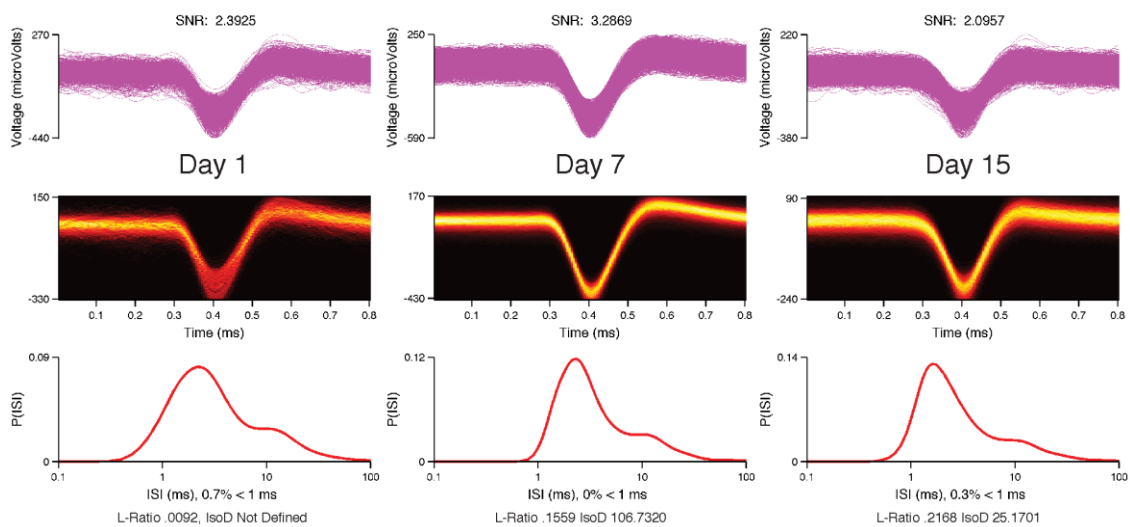 SNR: 2.3925
SNR: 3.2869
SNR: 2.0957
Voltage (microVolts)
270
-440
Voltage (microVolts)
250
-590
Voltage (microVolts)
220
-380
Day 1
Day 7
Day 15
150
-330
0.1 0.2 0.3 0.4 0.5 0.6 0.7 0.8
Time (ms)
170
-430
0.1 0.2 0.3 0.4 0.5 0.6 0.7 0.8
Time (ms)
90
-240
0.1 0.2 0.3 0.4 0.5 0.6 0.7 0.8
Time (ms)
P(ISI)
0.09
0
0.1 1 10 100
ISI (ms), 0.7% < 1 ms
L-Ratio .0092, IsoD Not Defined
P(ISI)
0.12
0
0.1 1 10 100
ISI (ms), 0% < 1 ms
L-Ratio .1559 IsoD 106.7320
P(ISI)
0.14
0
0.1 1 10 100
ISI (ms), 0.3% < 1 ms
L-Ratio .2168 IsoD 25.1701